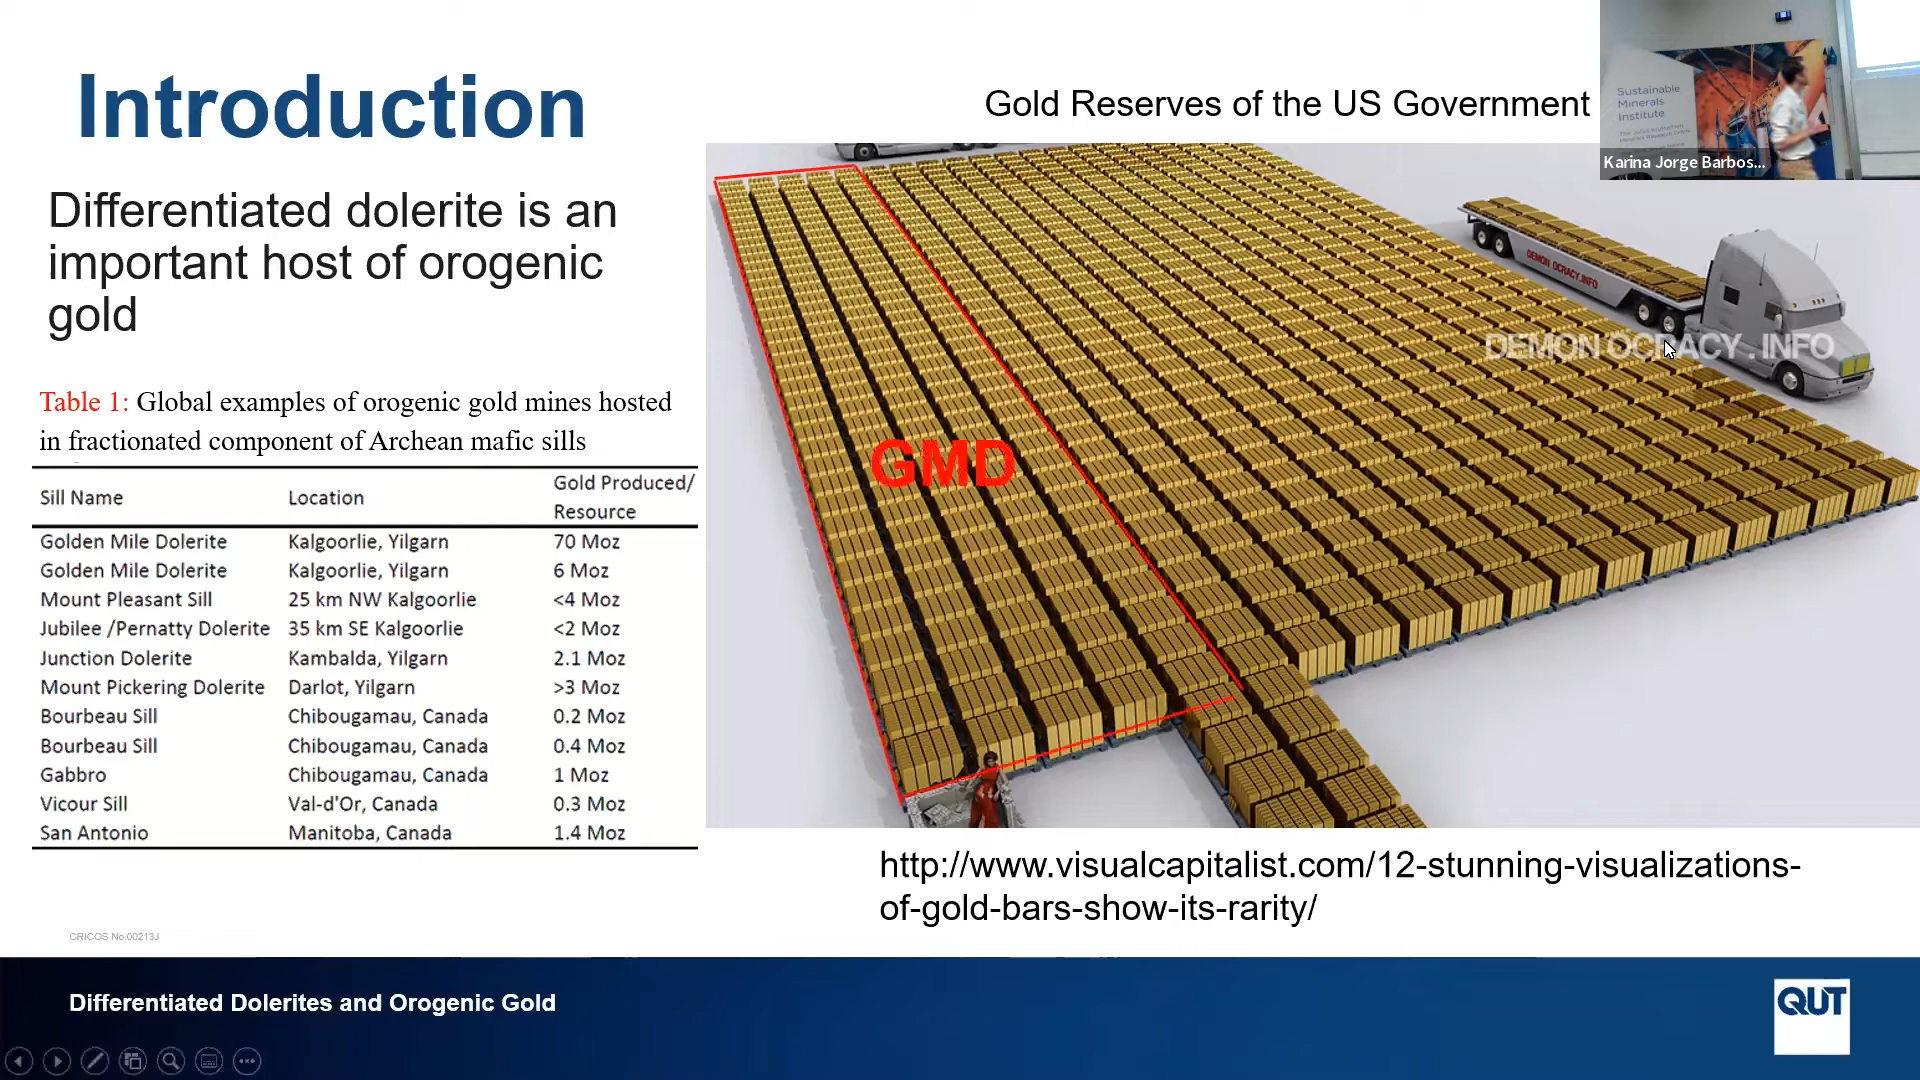 Introduction
Differentiated dolerite is an
important host of orogenic
gold
Table 1: Global examples of orogenic gold mines hosted
in fractionated component of Archean mafic sills
Sill Name Location Gold Produced/
Resource
Golden Mile Dolerite Kalgoorlie, Yilgarn 70 Moz
Golden Mile Dolerite Kalgoorlie, Yilgarn 6 Moz
Mount Pleasant Sill 25 km NW Kalgoorlie <4 Moz
Jubilee /Pernatty Dolerite 35 km SE Kalgoorlie <2 Moz
Junction Dolerite Kambalda, Yilgarn 2.1 Moz
Mount Pickering Dolerite Darlot, Yilgarn >3 Moz
Bourbeau Sill Chibougamau, Canada 0.2 Moz
Bourbeau Sill Chibougamau, Canada 0.4 Moz
Gabbro Chibougamau, Canada 1 Moz
Vicour Sill Val-d'Or, Canada 0.3 Moz
San Antonio Manitoba, Canada 1.4 Moz
Gold Reserves of the US Government
Sustainable
Minerals
Institute
Karina Jorge Barbos...
DEMON OCRACY.INFO
DEMON OCRACY . INFO
GMD
http://www.visualcapitalist.com/12-stunning-visualizations-
of-gold-bars-show-its-rarity/
CRICOS No.00213J
Differentiated Dolerites and Orogenic Gold
QUT